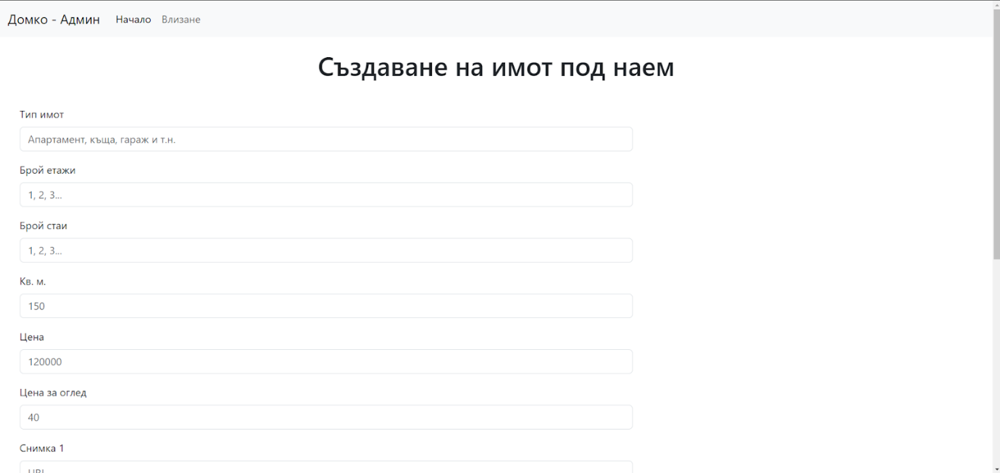 Домко - Админ Начало Влизане
Създаване на имот под наем
Тип имот
Апартамент, къща, гараж и т.н.
Брой етажи
1, 2, 3...
Брой стаи
1, 2, 3...
Кв. м.
150
Цена
120000
Цена за оглед
40
Снимка 1
URL